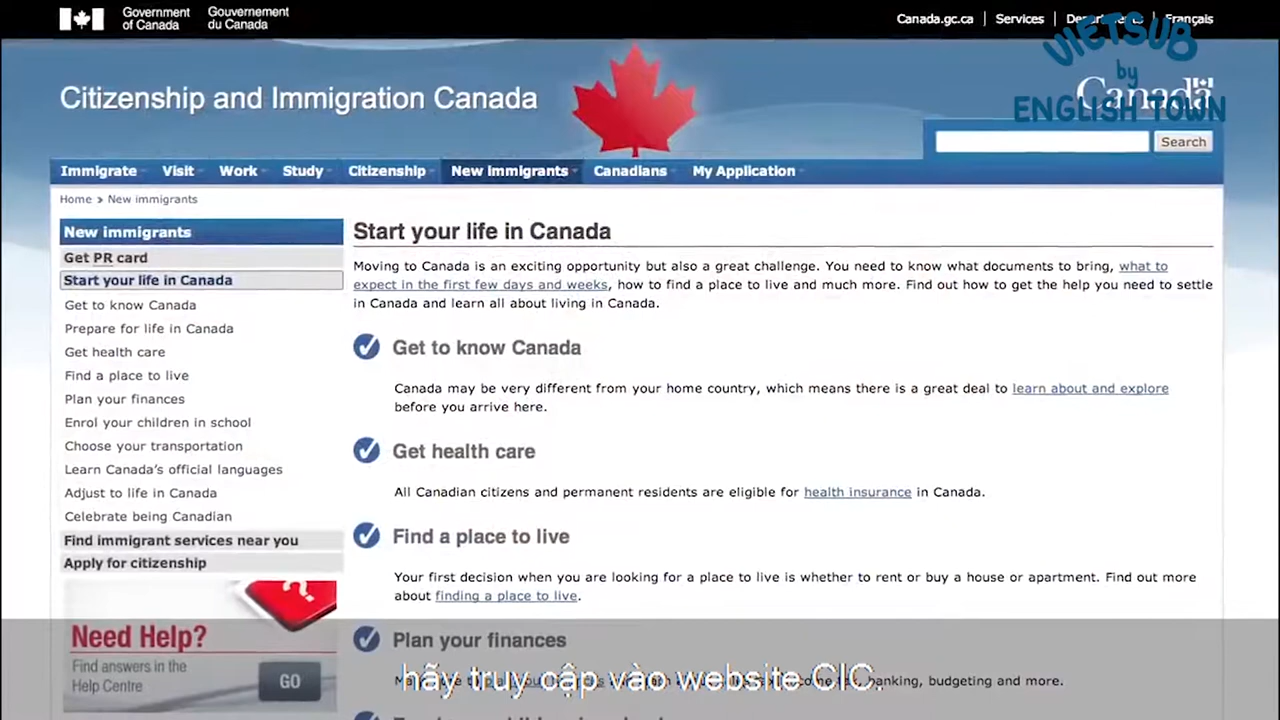 Government of Canada
Gouvernement du Canada
Canada.gc.ca | Services | Departments | Français
VIETSUB
by
ENGLISH TOWN
Citizenship and Immigration Canada
Canada
Search
Immigrate Visit Work Study Citizenship New immigrants Canadians My Application
Home » New immigrants
New immigrants
Get PR card
Start your life in Canada
Get to know Canada
Prepare for life in Canada
Get health care
Find a place to live
Plan your finances
Enrol your children in school
Choose your transportation
Learn Canada's official languages
Adjust to life in Canada
Celebrate being Canadian
Find immigrant services near you
Apply for citizenship
Need Help?
Find answers in the
Help Centre
GO
Start your life in Canada
Moving to Canada is an exciting opportunity but also a great challenge. You need to know what documents to bring, what to
expect in the first few days and weeks, how to find a place to live and much more. Find out how to get the help you need to settle
in Canada and learn all about living in Canada.
Get to know Canada
Canada may be very different from your home country, which means there is a great deal to learn about and explore
before you arrive here.
Get health care
All Canadian citizens and permanent residents are eligible for health insurance in Canada.
Find a place to live
Your first decision when you are looking for a place to live is whether to rent or buy a house or apartment. Find out more
about finding a place to live.
Plan your finances
banking, budgeting and more.
hãy truy cập vào website CIC.